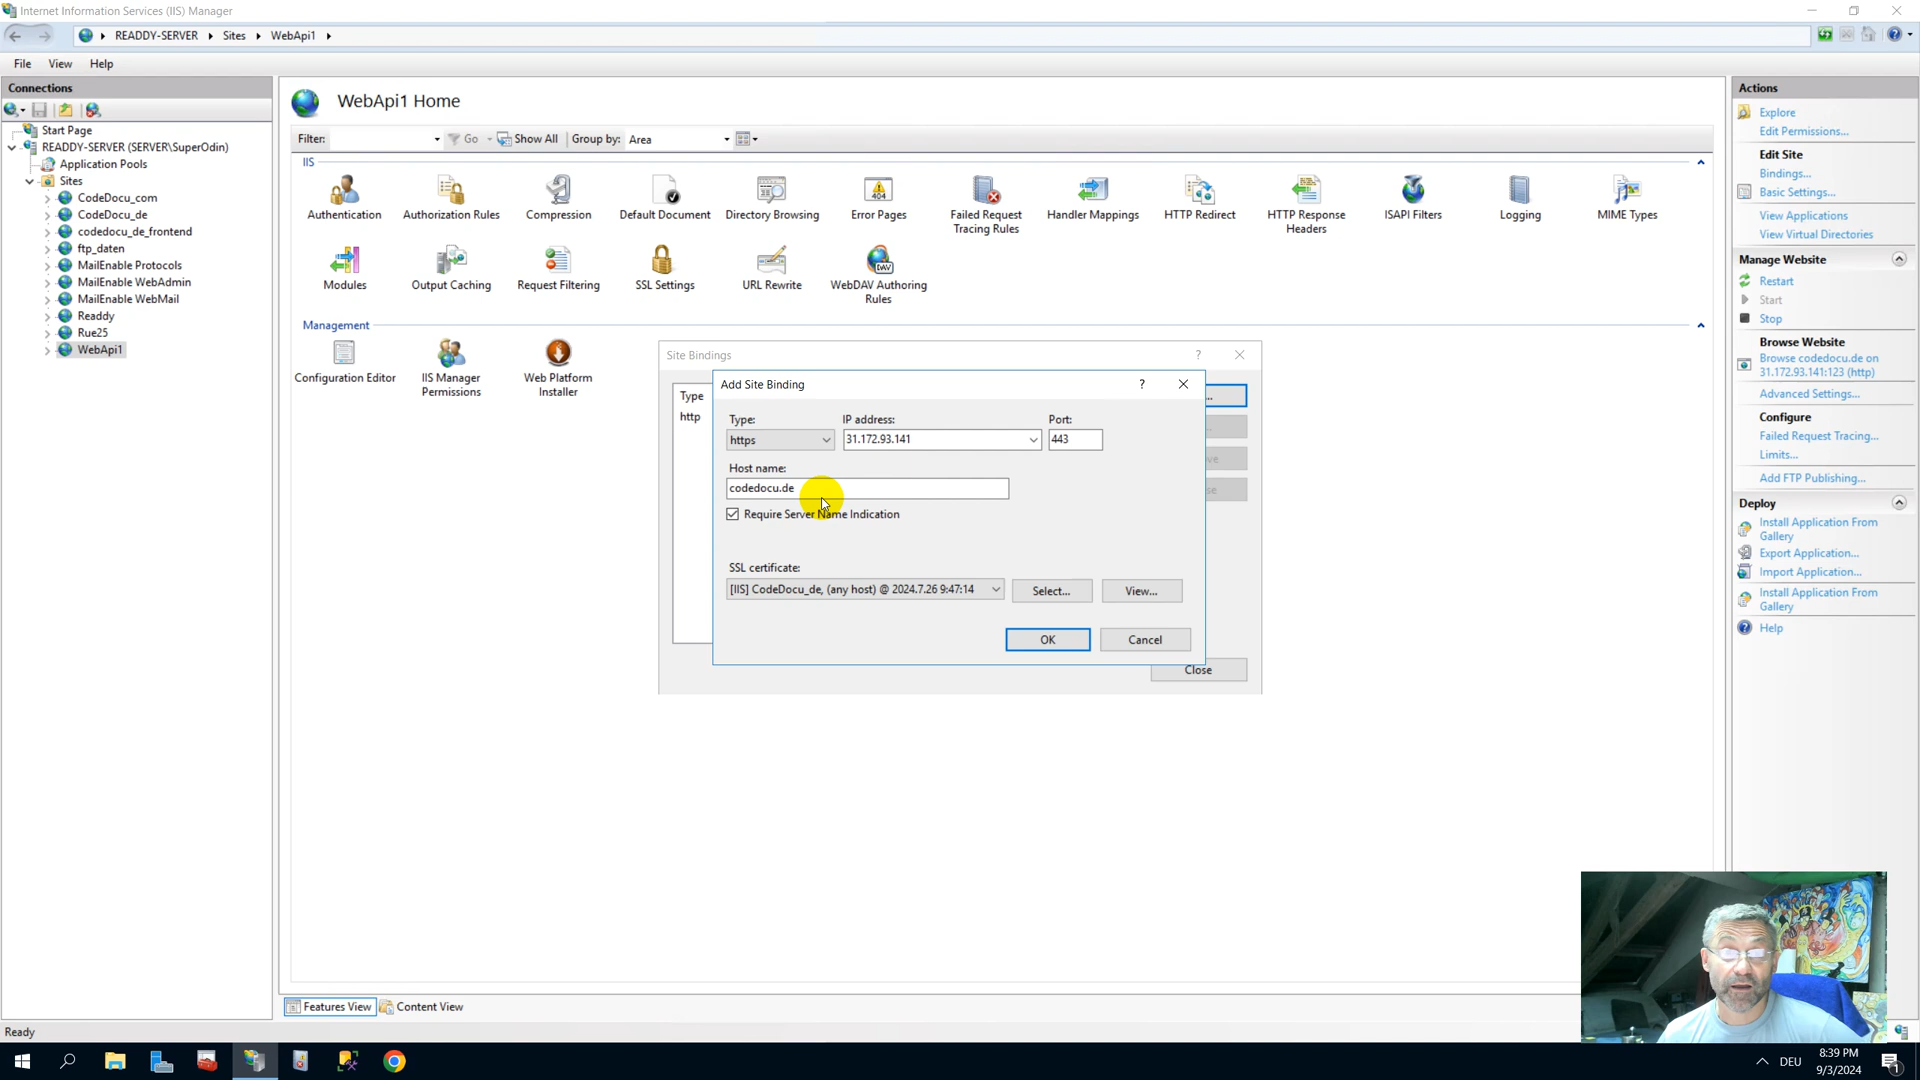 Internet Information Services (IIS) Manager
READDY-SERVER
Sites
WebApi1
File
View
Help
Connections
Start Page
READDY-SERVER (SERVER\SuperOdin)
Application Pools
Sites
CodeDocu_com
CodeDocu_de
codedocu_de_frontend
ftp_daten
MailEnable Protocols
MailEnable WebAdmin
MailEnable WebMail
Readdy
Rue25
WebApi1
WebApi1 Home
Filter:
Go
Show All
Group by:
Area
IIS
Authentication
Authorization Rules
Compression
Default Document
Directory Browsing
404
Error Pages
Failed Request
Tracing Rules
Handler Mappings
HTTP Redirect
HTTP Response
Headers
ISAPI Filters
Logging
MIME Types
Modules
Output Caching
Request Filtering
SSL Settings
URL Rewrite
DAV
WebDAV Authoring
Rules
Management
Configuration Editor
IIS Manager
Permissions
Web Platform
Installer
Site Bindings
?
Type
http
Close
Add Site Binding
?
Type:
IP address:
Port:
https
31.172.93.141
443
Host name:
codedocu.de
Require Server Name Indication
SSL certificate:
[IIS] CodeDocu_de, (any host) @ 2024.7.26 9:47:14
Select...
View...
OK
Cancel
Features View
Content View
Ready
Actions
Explore
Edit Permissions...
Edit Site
Bindings...
Basic Settings...
View Applications
View Virtual Directories
Manage Website
Restart
Start
Stop
Browse Website
Browse codedocu.de on
31.172.93.141:123 (http)
Advanced Settings...
Configure
Failed Request Tracing...
Limits...
Add FTP Publishing...
Deploy
Install Application From
Gallery
Export Application...
Import Application...
Install Application From
Gallery
Help
DEU
8:39 PM
9/3/2024
1